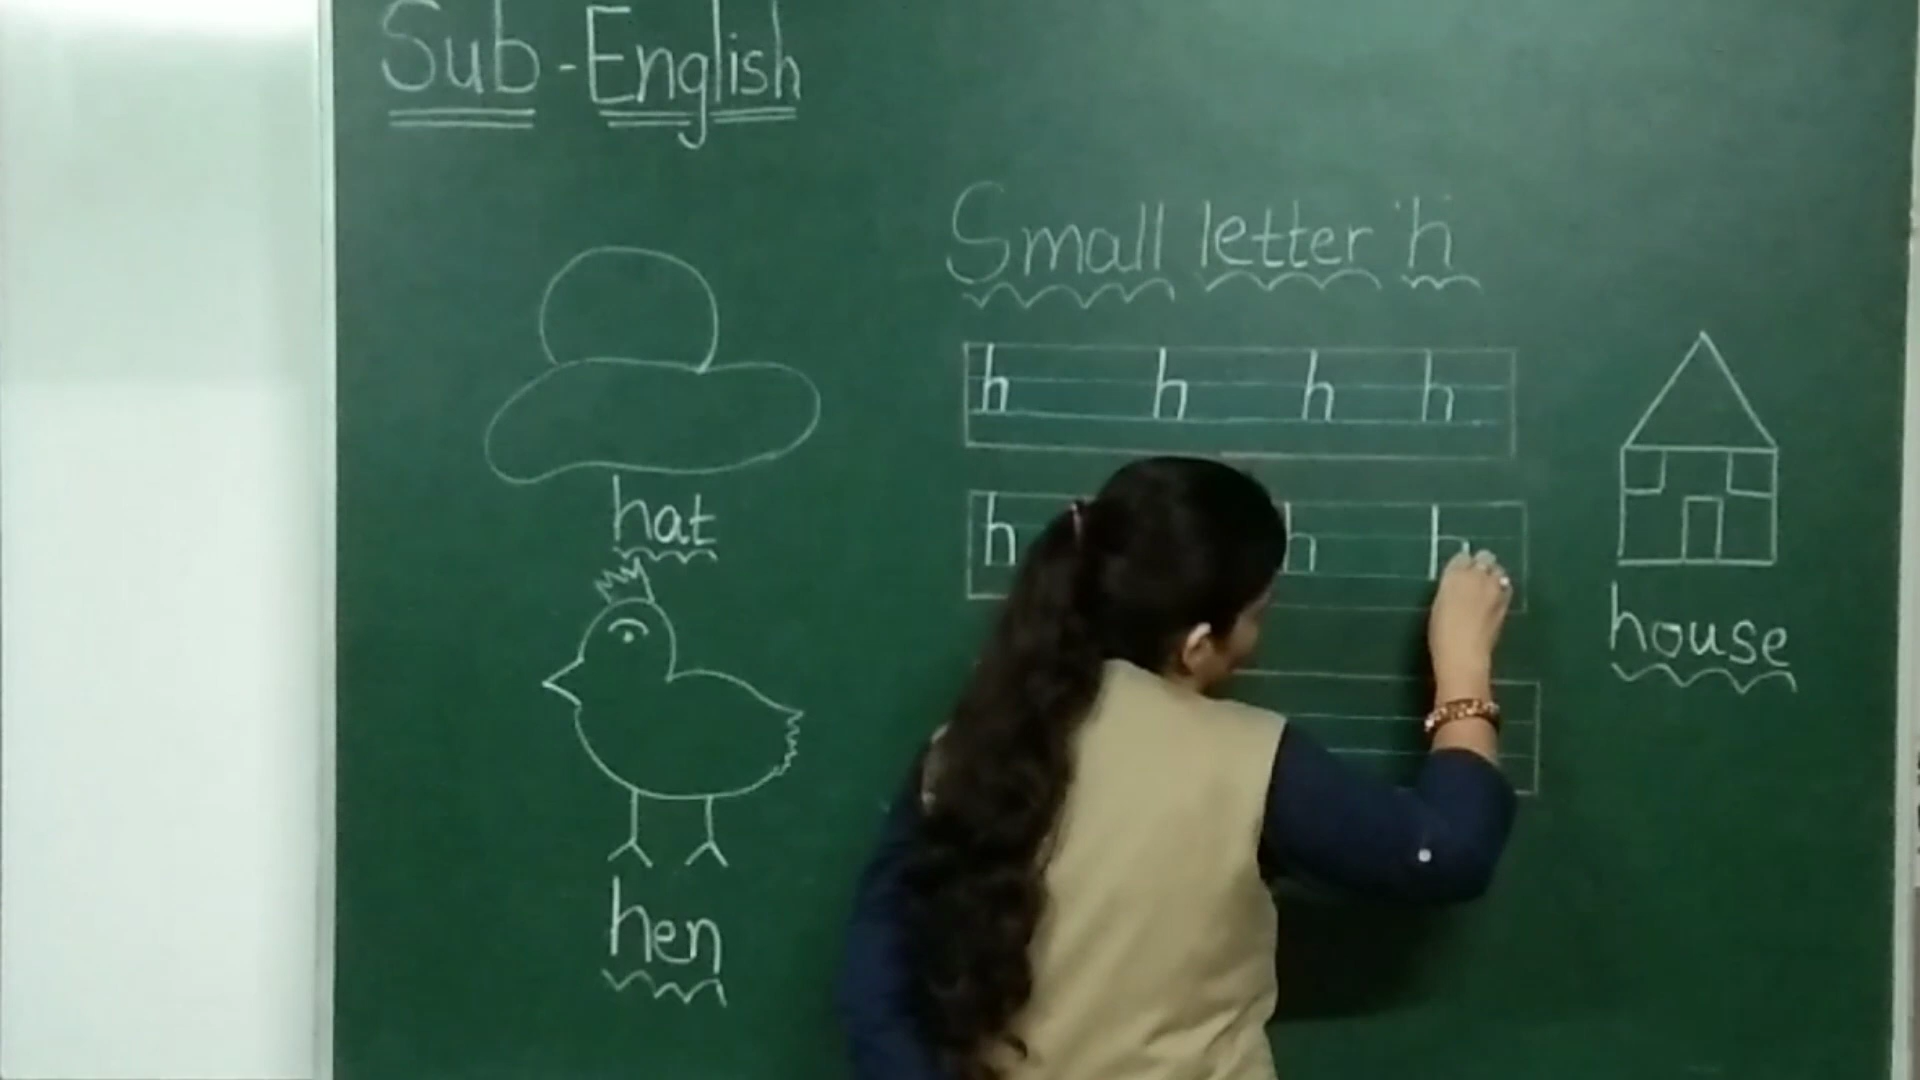 Sub - English
Small letter 'h
h h h h
h h h
hat
house
hen